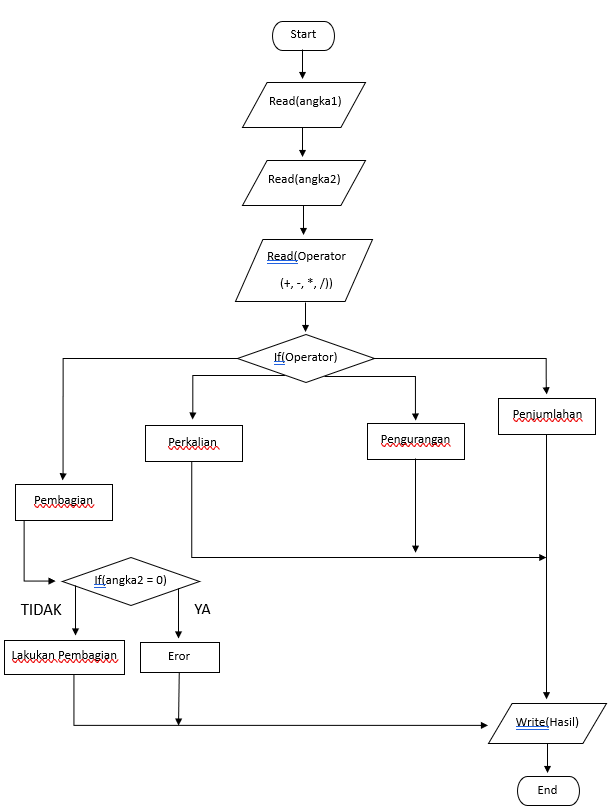 Start
Read(angka1)
Read(angka2)
Read(Operator
(+, -, *, /))
If(Operator)
Penjumlahan
Pengurangan
Perkalian
Pembagian
If(angka2 = 0)
TIDAK
YA
Lakukan Pembagian
Eror
Write(Hasil)
End